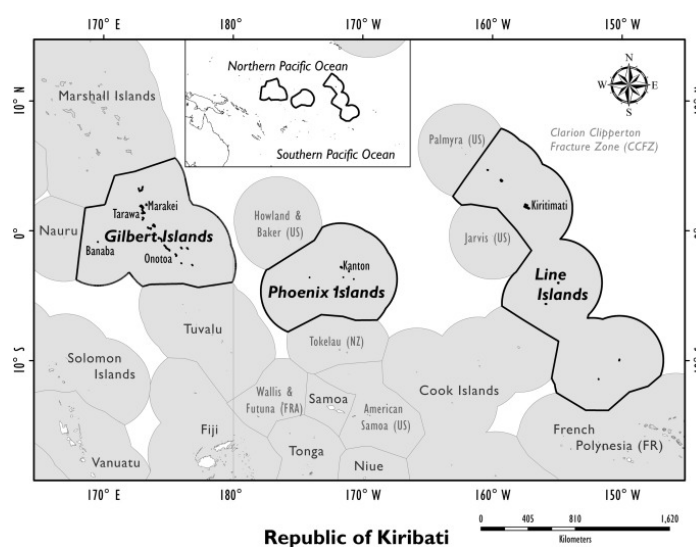 170° E
180°
170° W
160° W
150° W
Northern Pacific Ocean
Southern Pacific Ocean
N
W
E
S
10° N
10° N
Marshall Islands
Palmyra (US)
Clarion Clipperton
Fracture Zone (CCFZ)
Marakei
Tarawa
Kiritimati
Howland &
Baker (US)
Nauru
Gilbert Islands
Jarvis (US)
0°
0°
Banaba
Onotoa
Kanton
Phoenix Islands
Line
Islands
Tuvalu
Tokelau (NZ)
Solomon
Islands
10° S
10° S
Wallis &
Futuna (FRA)
Samoa
American
Samoa (US)
Cook Islands
Fiji
French
Polynesia (FR)
Vanuatu
Tonga
Niue
170° E
180°
170° W
160° W
150° W
Republic of Kiribati
0
405
810
1,620
Kilometers